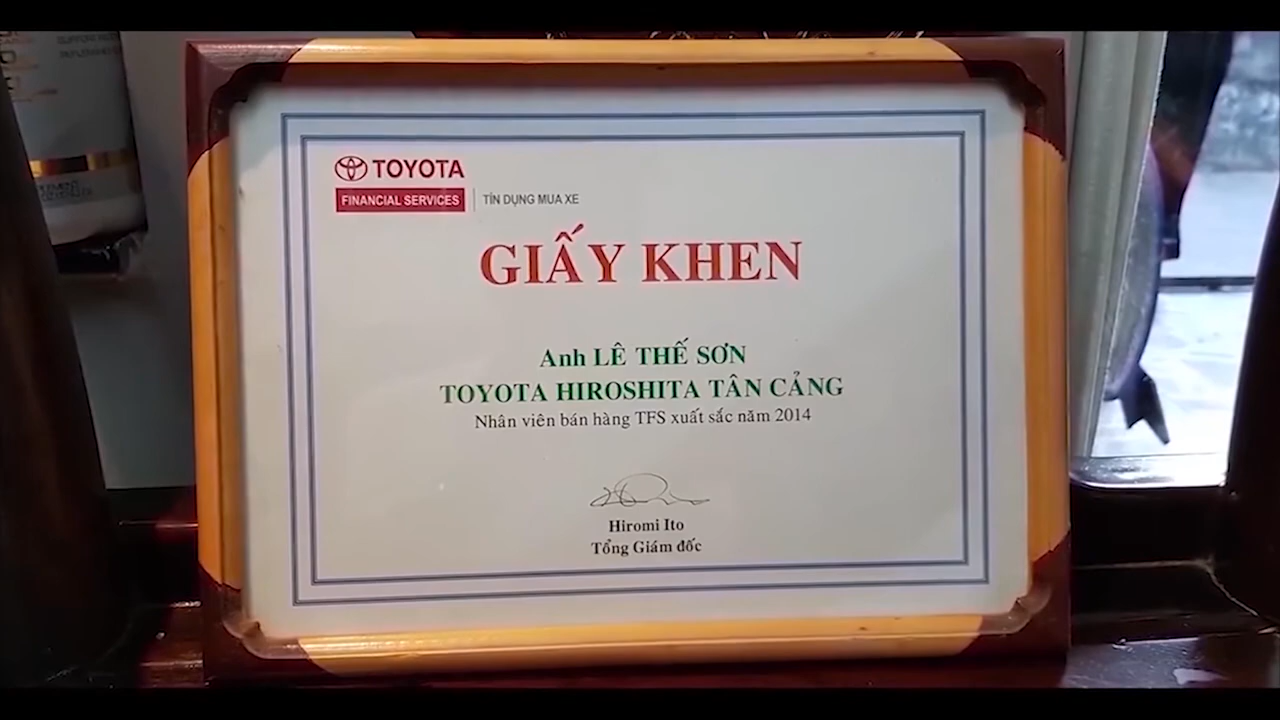 TOYOTA
FINANCIAL SERVICES TÍN DỤNG MUA XE
GIẤY KHEN
Anh LÊ THẾ SƠN
TOYOTA HIROSHITA TÂN CẢNG
Nhân viên bán hàng TFS xuất sắc năm 2014
Hiromi Ito
Tổng Giám đốc